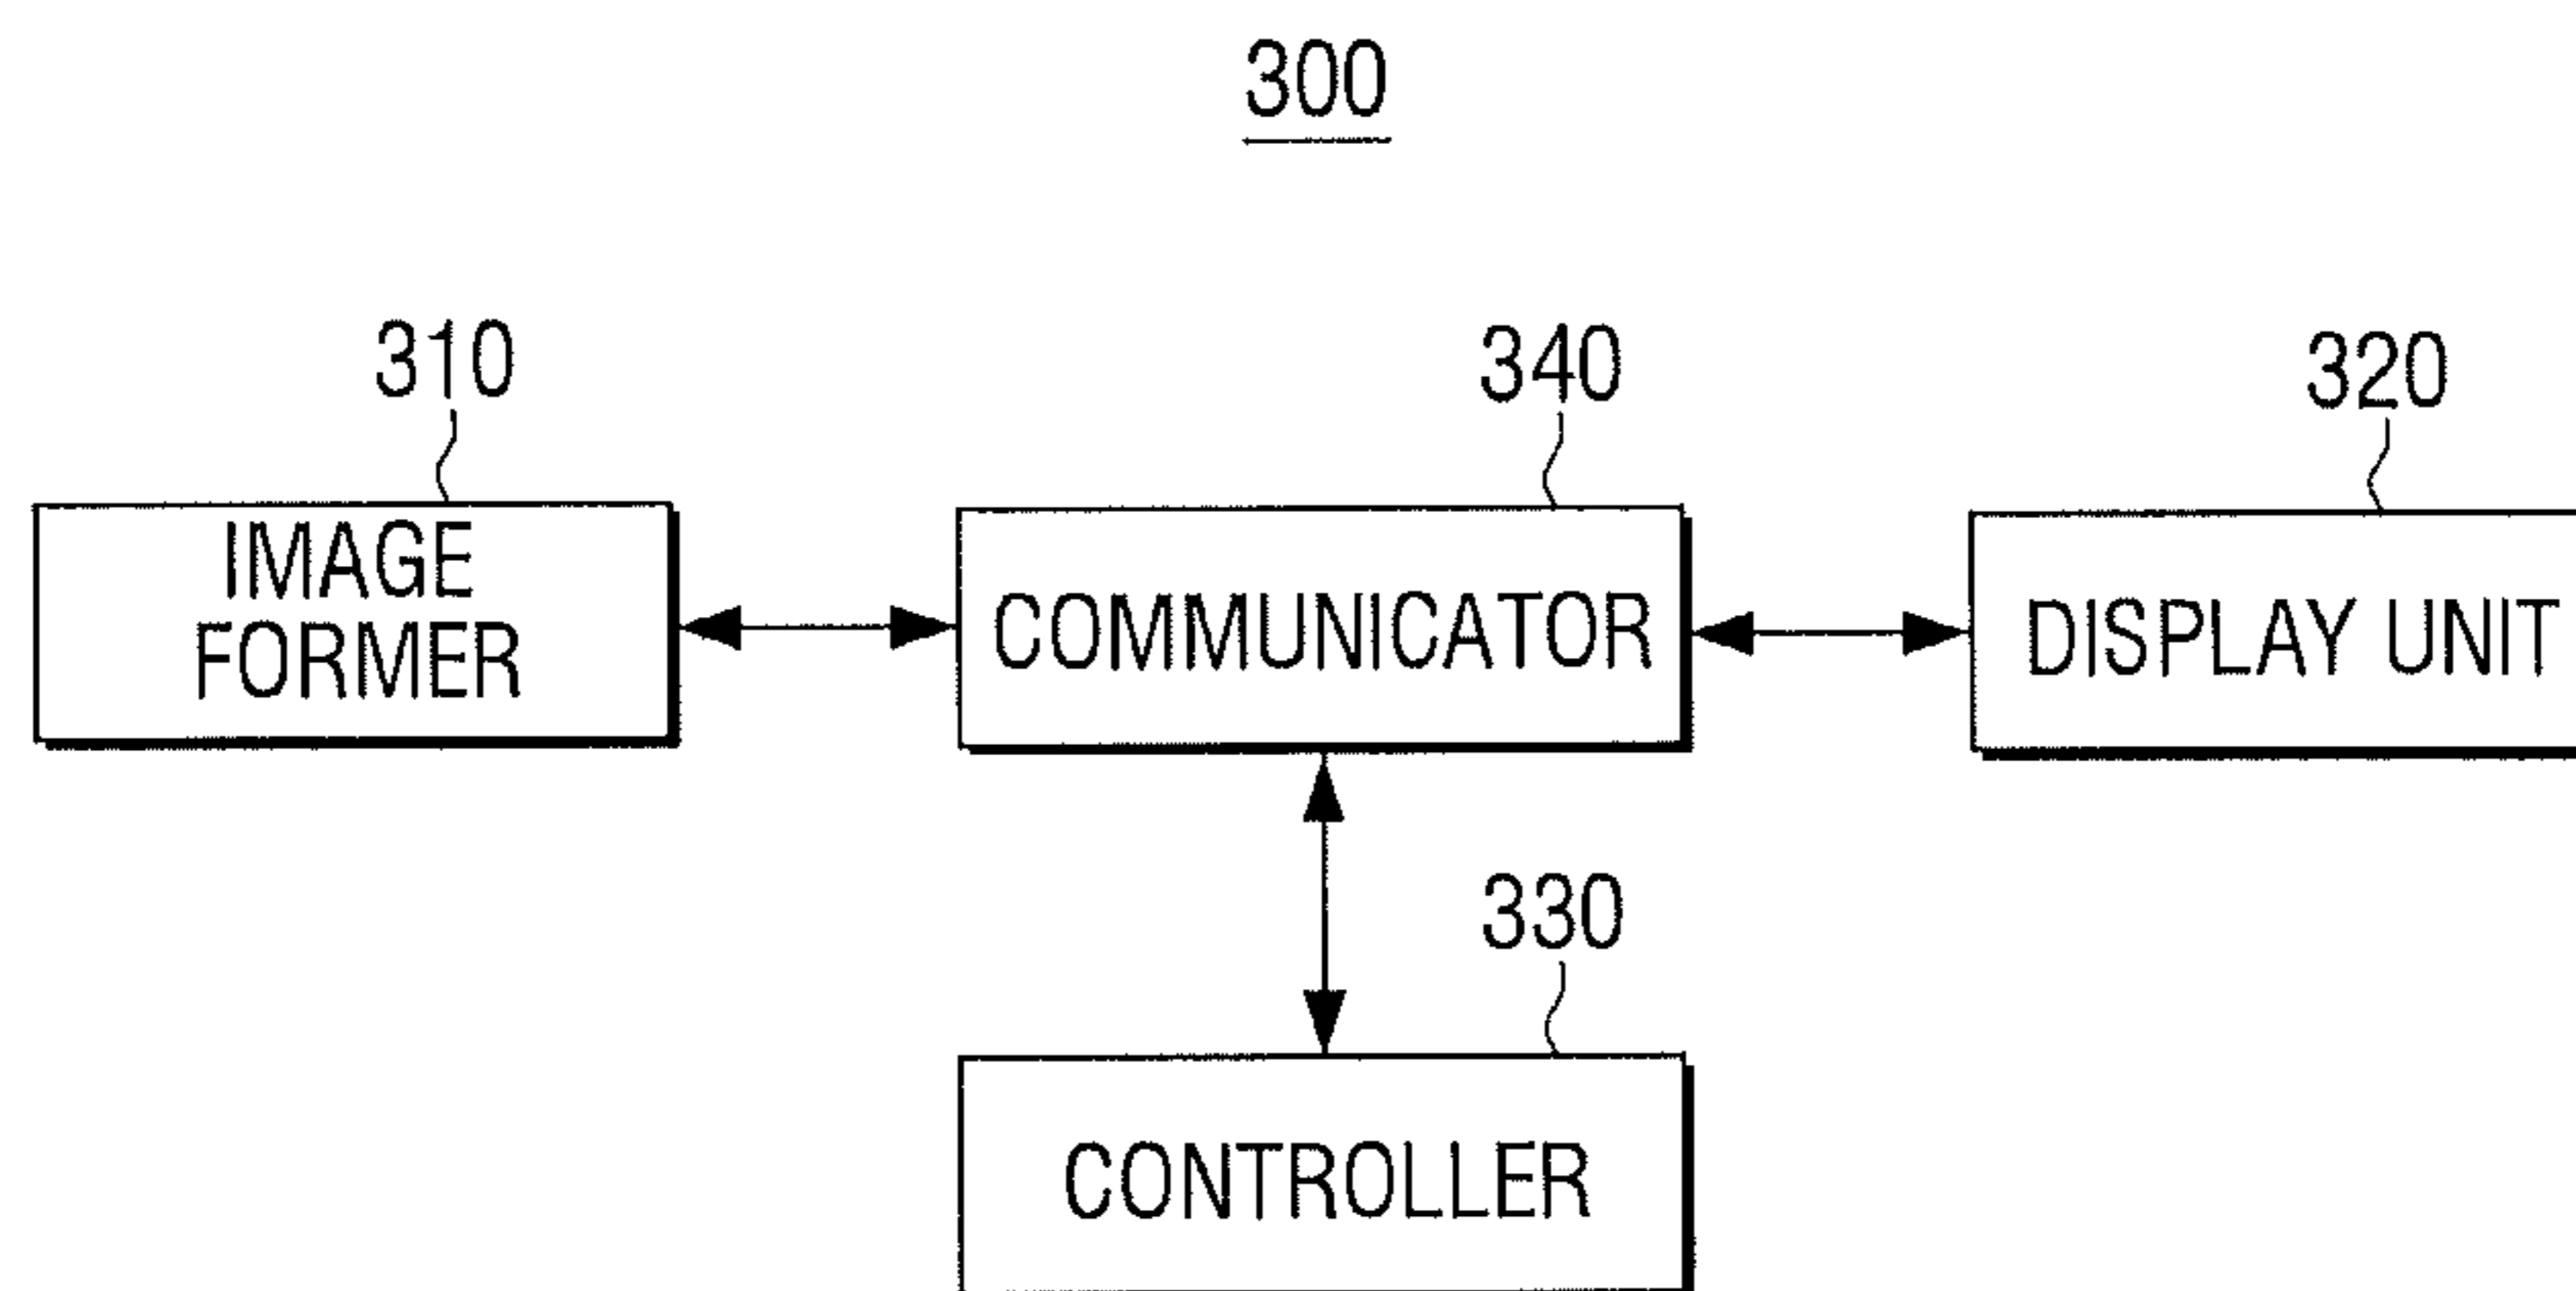 300
310
340
320
IMAGE
FORMER
COMMUNICATOR
DISPLAY UNIT
330
CONTROLLER